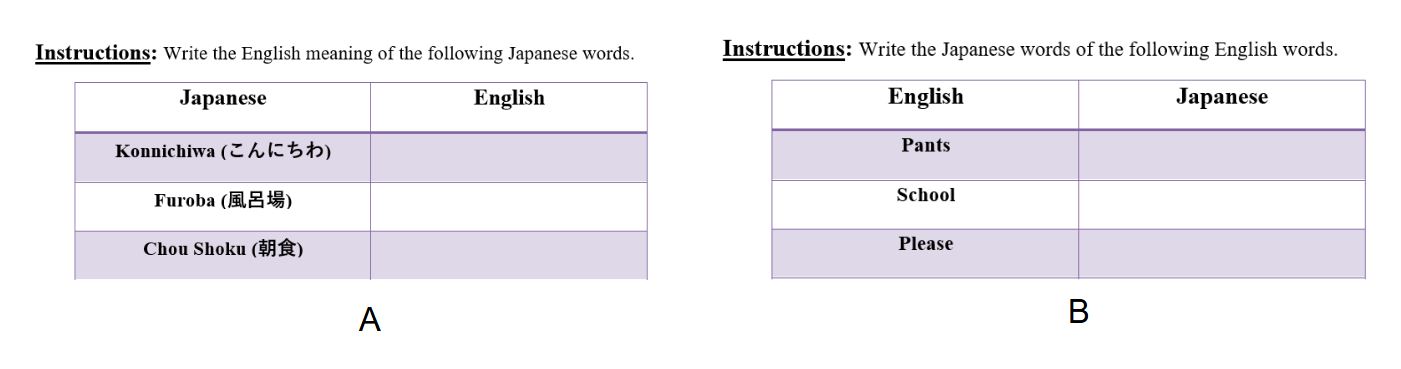 Instructions: Write the English meaning of the following Japanese words.
Japanese English
Konnichiwa (こんにちわ)
Furoba (風呂場)
Chou Shoku (朝食)
A
Instructions: Write the Japanese words of the following English words.
English Japanese
Pants
School
Please
B